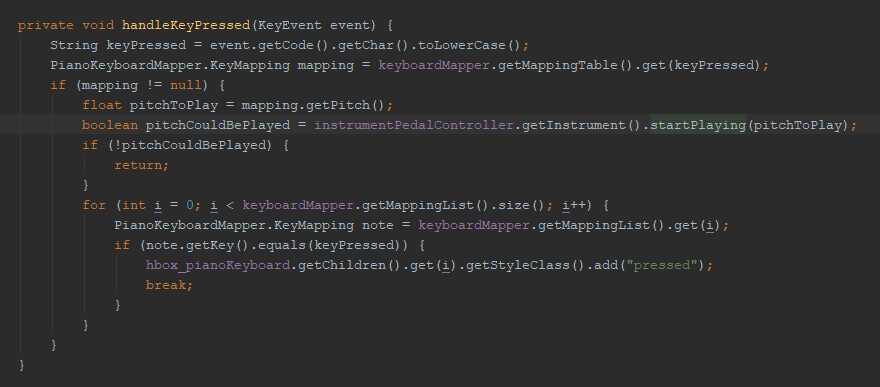 private void handleKeyPressed(KeyEvent event) {
    String keyPressed = event.getCode().getChar().toLowerCase();
    PianoKeyboardMapper.KeyMapping mapping = keyboardMapper.getMappingTable().get(keyPressed);
    if (mapping != null) {
        float pitchToPlay = mapping.getPitch();
        boolean pitchCouldBePlayed = instrumentPedalController.getInstrument().startPlaying(pitchToPlay);
        if (!pitchCouldBePlayed) {
            return;
        }
        for (int i = 0; i < keyboardMapper.getMappingList().size(); i++) {
            PianoKeyboardMapper.KeyMapping note = keyboardMapper.getMappingList().get(i);
            if (note.getKey().equals(keyPressed)) {
                hbox_pianoKeyboard.getChildren().get(i).getStyleClass().add("pressed");
                break;
            }
        }
    }
}